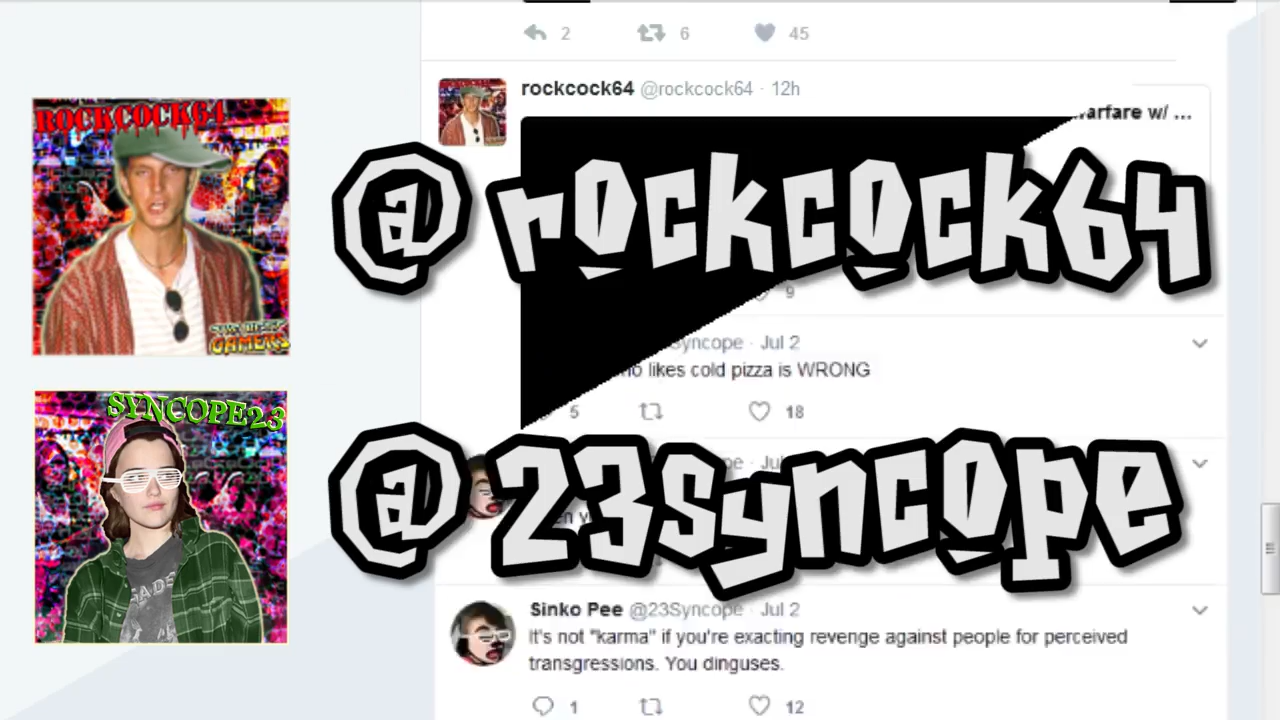 2 6 45
rockcock64 @rockcock64 · 12h
ROCKCOCK64
arfare w/ ...
@rockcock64
GAMERS
9
Syncope · Jul 2
likes cold pizza is WRONG
5 18
SYNCOPE23
@23syncope
Sinko Pee @23Syncope · Jul 2
It's not "karma" if you're exacting revenge against people for perceived
transgressions. You dinguses.
1 12